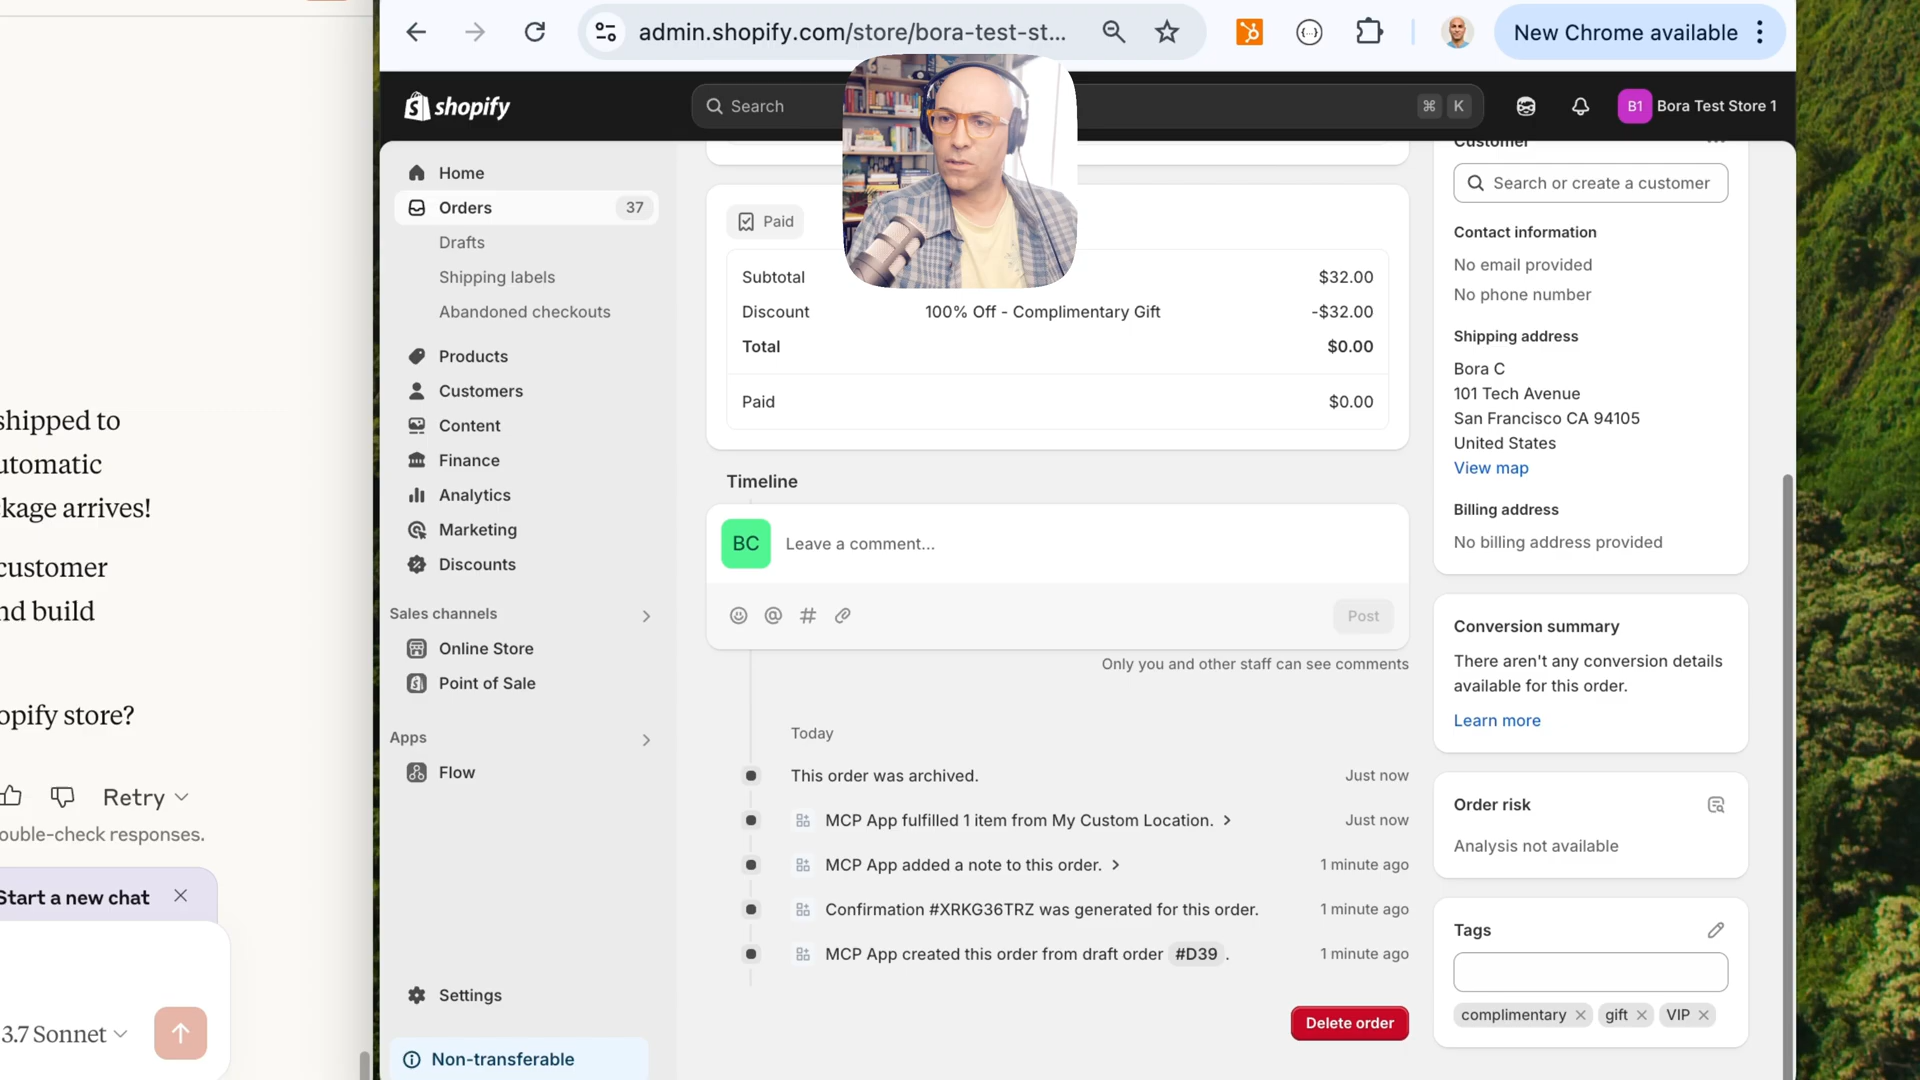 admin.shopify.com/store/bora-test-st...
New Chrome available
shopify
Search
⌘ K
B1 Bora Test Store 1
shipped to
utomatic
kage arrives!
customer
nd build
opify store?
Retry
ouble-check responses.
Start a new chat
3.7 Sonnet
Home
Orders 37
Drafts
Shipping labels
Abandoned checkouts
Products
Customers
Content
Finance
Analytics
Marketing
Discounts
Sales channels
Online Store
Point of Sale
Apps
Flow
Settings
Non-transferable
Paid
Subtotal $32.00
Discount 100% Off - Complimentary Gift -$32.00
Total $0.00
Paid $0.00
Timeline
BC Leave a comment...
Post
Only you and other staff can see comments
Today
This order was archived. Just now
MCP App fulfilled 1 item from My Custom Location. Just now
MCP App added a note to this order. 1 minute ago
Confirmation #XRKG36TRZ was generated for this order. 1 minute ago
MCP App created this order from draft order #D39 . 1 minute ago
Delete order
Customer
Search or create a customer
Contact information
No email provided
No phone number
Shipping address
Bora C
101 Tech Avenue
San Francisco CA 94105
United States
View map
Billing address
No billing address provided
Conversion summary
There aren't any conversion details
available for this order.
Learn more
Order risk
Analysis not available
Tags
complimentary gift VIP